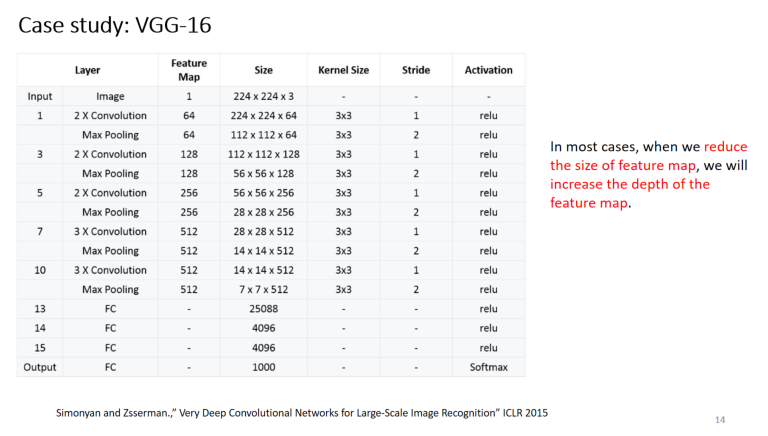 Case study: VGG-16
Layer Feature Map Size Kernel Size Stride Activation
Input Image 1 224 x 224 x 3 - - -
1 2 X Convolution 64 224 x 224 x 64 3x3 1 relu
Max Pooling 64 112 x 112 x 64 3x3 2 relu
3 2 X Convolution 128 112 x 112 x 128 3x3 1 relu
Max Pooling 128 56 x 56 x 128 3x3 2 relu
5 2 X Convolution 256 56 x 56 x 256 3x3 1 relu
Max Pooling 256 28 x 28 x 256 3x3 2 relu
7 3 X Convolution 512 28 x 28 x 512 3x3 1 relu
Max Pooling 512 14 x 14 x 512 3x3 2 relu
10 3 X Convolution 512 14 x 14 x 512 3x3 1 relu
Max Pooling 512 7 x 7 x 512 3x3 2 relu
13 FC - 25088 - - relu
14 FC - 4096 - - relu
15 FC - 4096 - - relu
Output FC - 1000 - - Softmax
In most cases, when we reduce
the size of feature map, we will
increase the depth of the
feature map.
Simonyan and Zsserman.,” Very Deep Convolutional Networks for Large-Scale Image Recognition” ICLR 2015
14